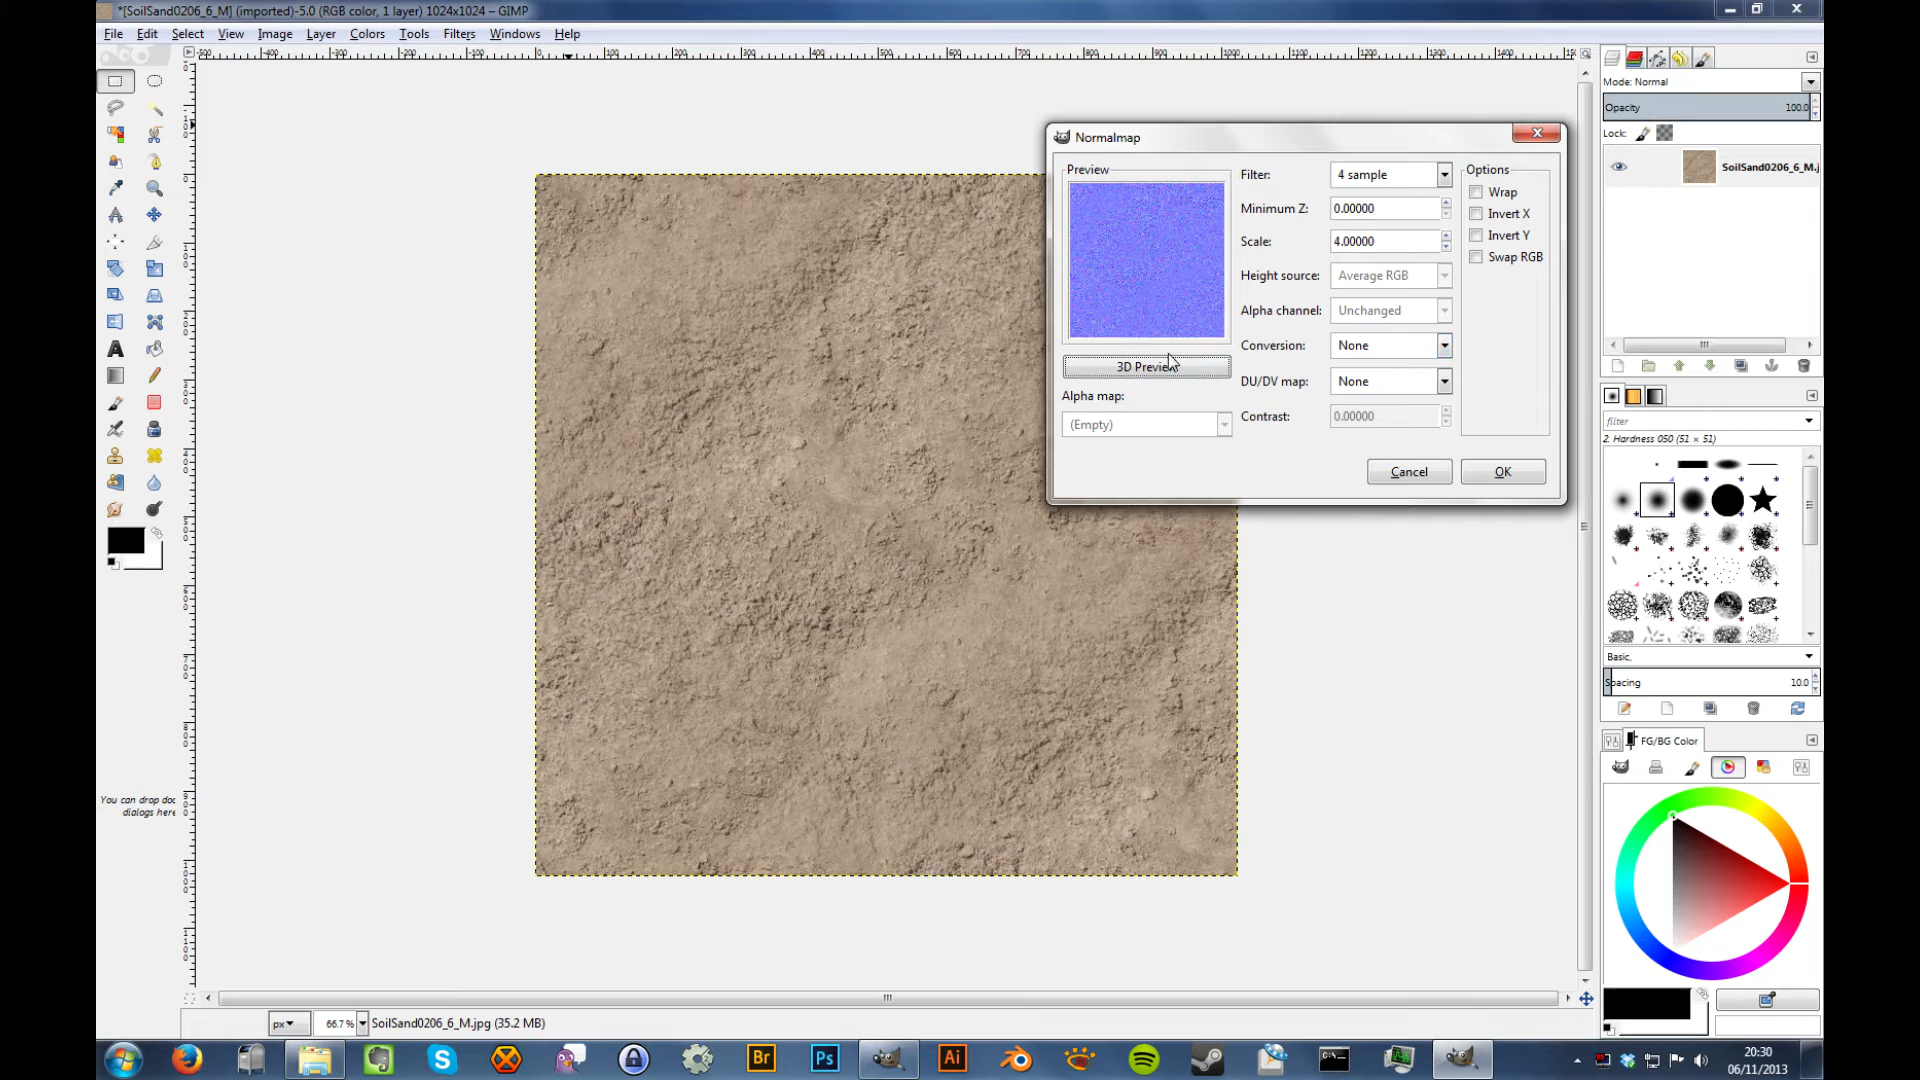 *[SoilSand0206_6_M] (imported)-5.0 (RGB color, 1 layer) 1024x1024 – GIMP
File Edit Select View Image Layer Colors Tools Filters Windows Help
Mode: Normal
Opacity 100.0
Lock:
SoilSand0206_6_M.j
Normalmap
Preview
3D Preview
Alpha map:
(Empty)
Filter: 4 sample
Minimum Z: 0.00000
Scale: 4.00000
Height source: Average RGB
Alpha channel: Unchanged
Conversion: None
DU/DV map: None
Contrast: 0.00000
Options
Wrap
Invert X
Invert Y
Swap RGB
Cancel OK
filter
2. Hardness 050 (51 × 51)
Basic,
Spacing 10.0
FG/BG Color
You can drop doc
dialogs here
px 66.7 % SoilSand0206_6_M.jpg (35.2 MB)
Br Ps Ai
20:30
06/11/2013